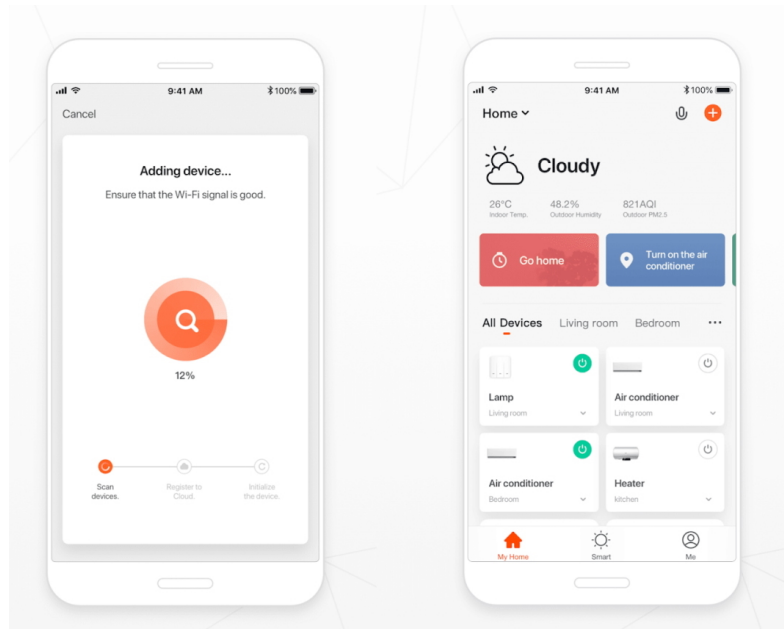 9:41 AM
100%
Cancel
Adding device...
Ensure that the Wi-Fi signal is good.
12%
Scan
devices.
Register to
Cloud.
Initialize
the device.
9:41 AM
100%
Home
Cloudy
26°C
Indoor Temp.
48.2%
Outdoor Humidity
821AQI
Outdoor PM2.5
Go home
Turn on the air
conditioner
All Devices
Living room
Bedroom
Lamp
Living room
Air conditioner
Living room
Air conditioner
Bedroom
Heater
kitchen
My Home
Smart
Me